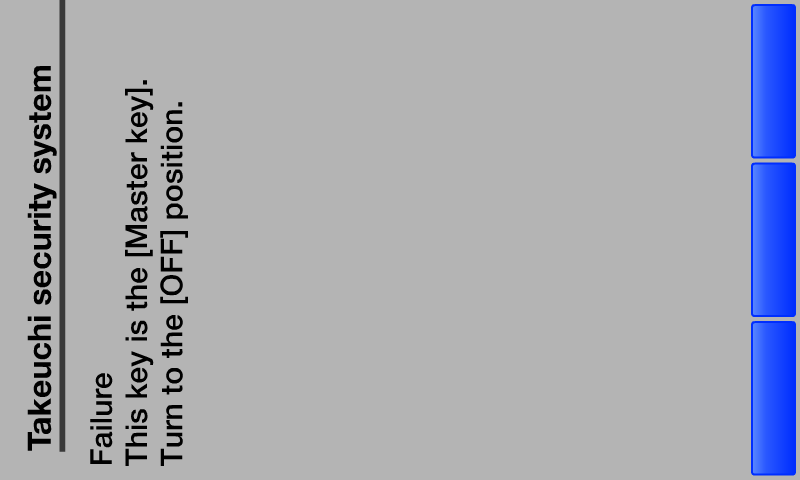 Takeuchi security system
Failure
This key is the [Master key].
Turn to the [OFF] position.